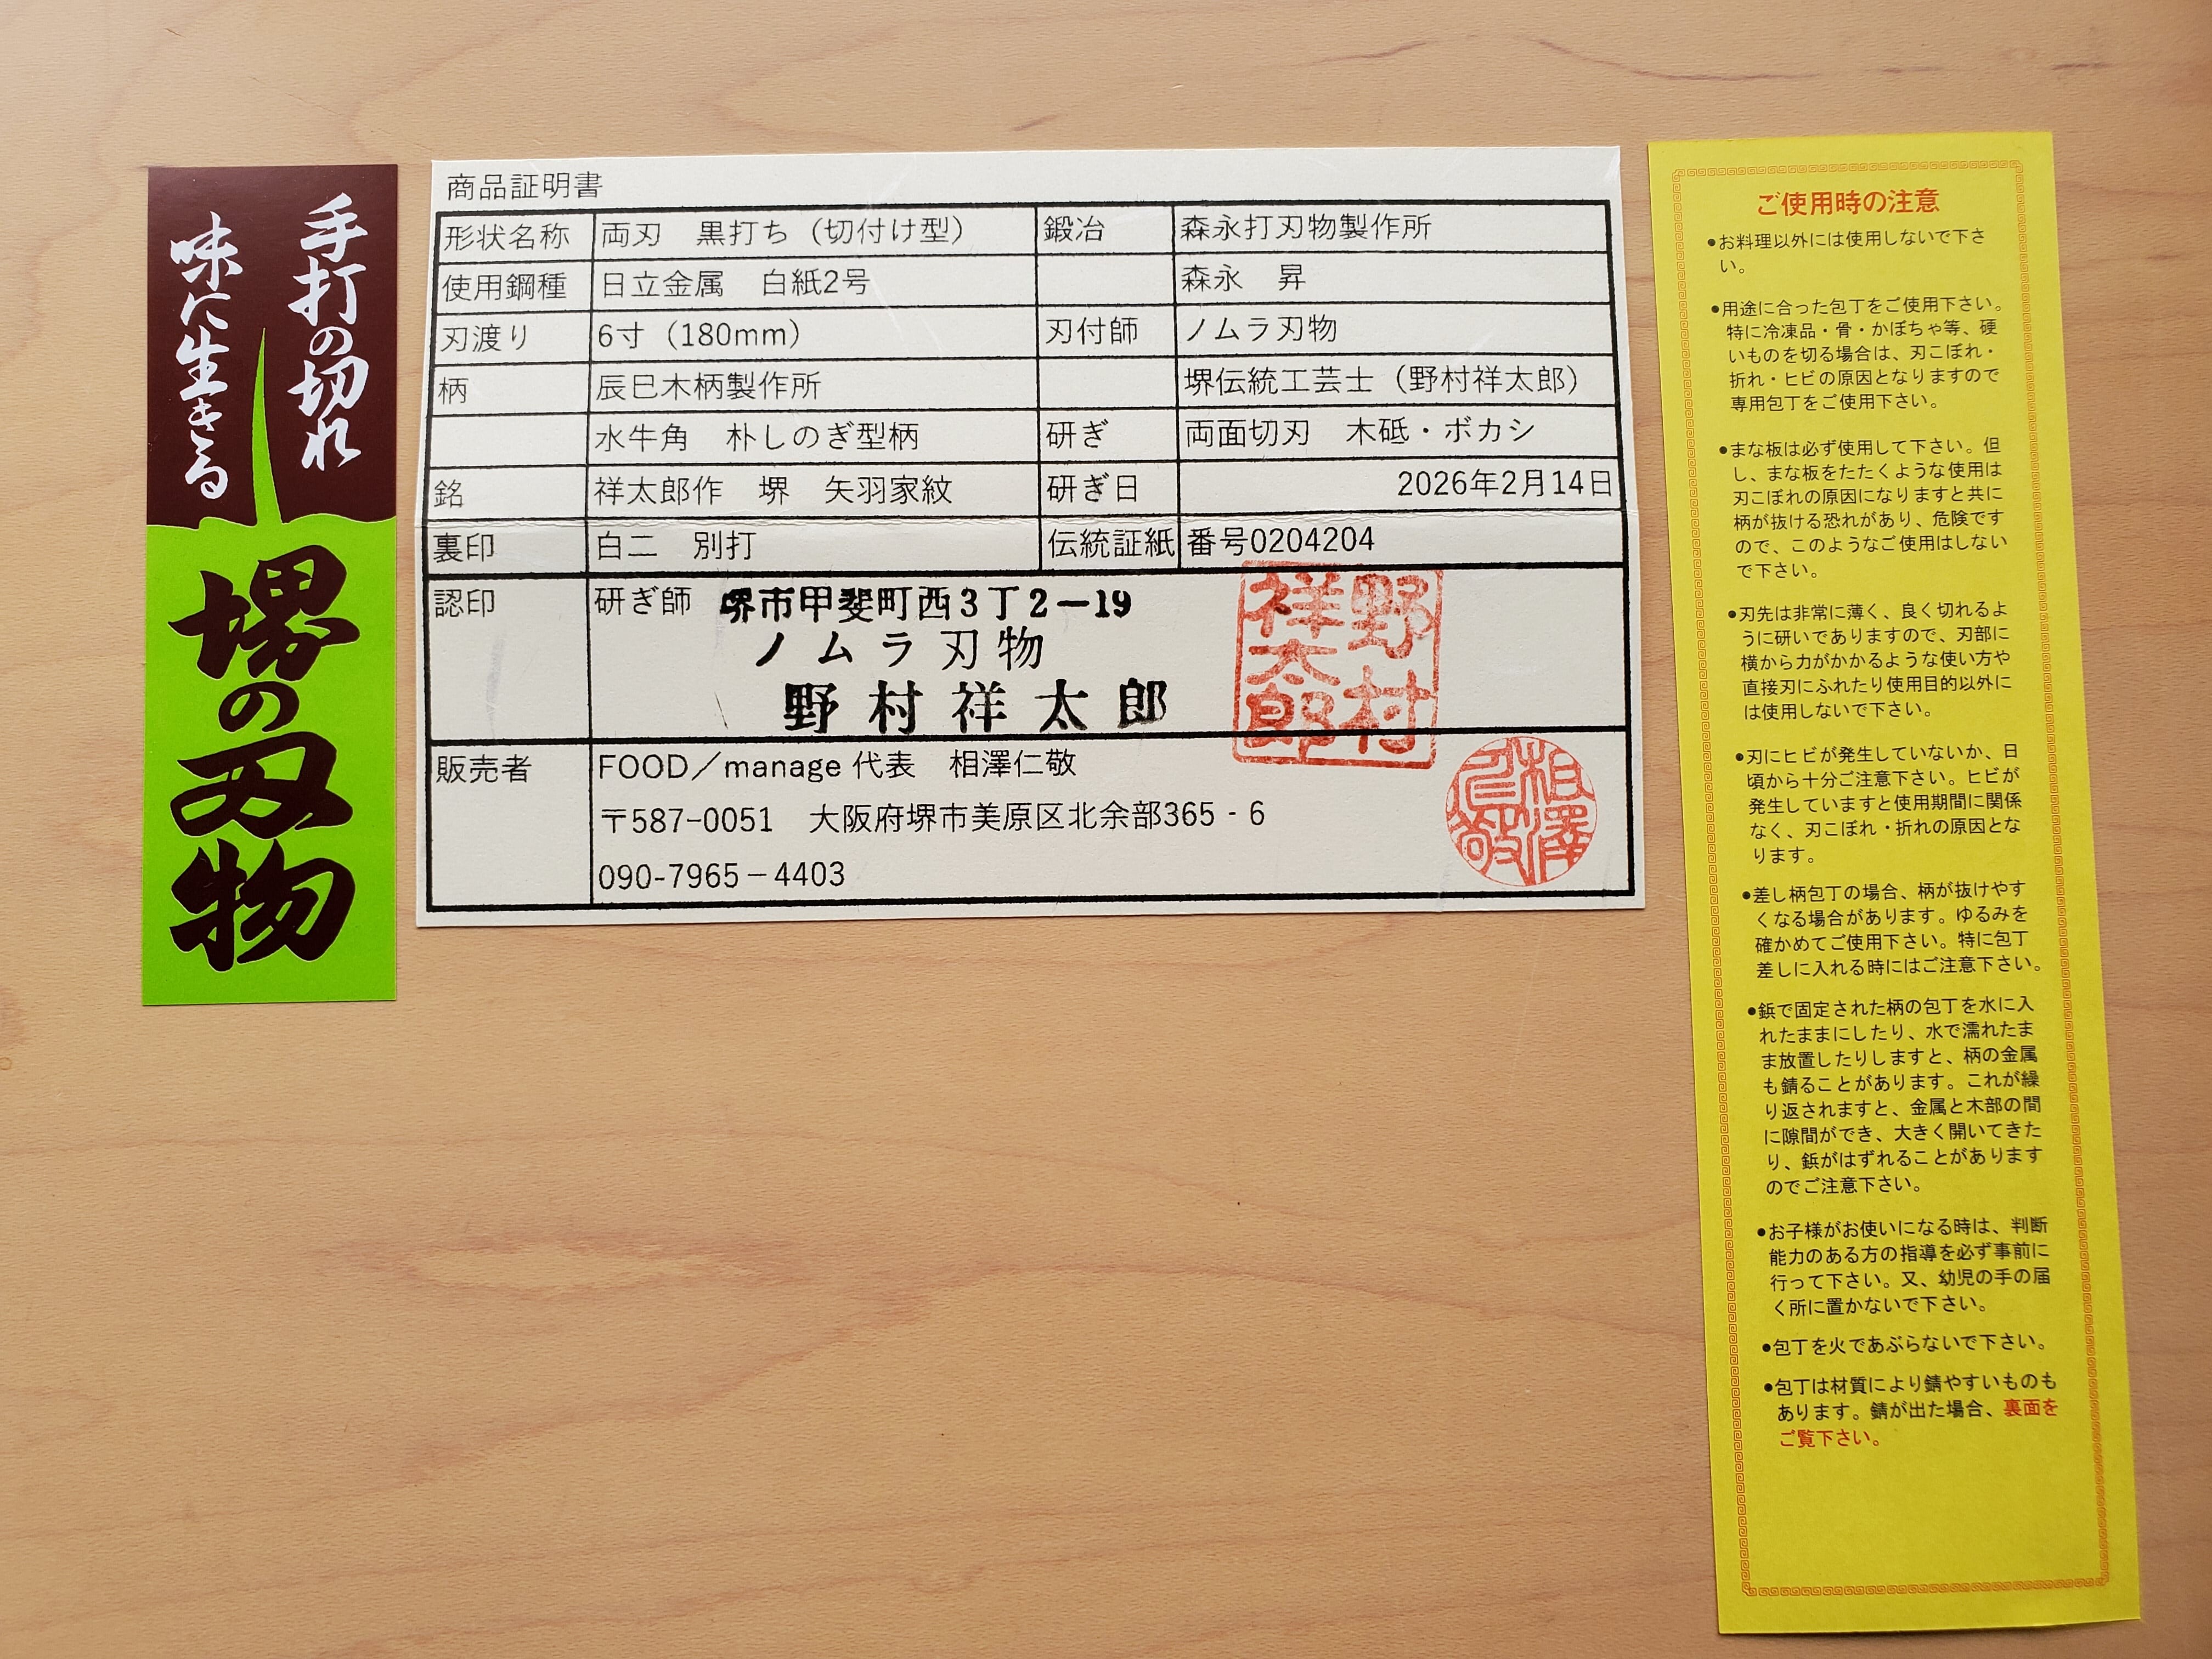 手打の切れ
味に生きる
堺の刃物
商品証明書
形状名称 両刃 黒打ち（切付け型） 鍛冶 森永打刃物製作所
使用鋼種 日立金属 白紙2号 森永 昇
刃渡り 6寸（180mm） 刃付師 ノムラ刃物
柄 辰巳木柄製作所 堺伝統工芸士（野村祥太郎）
水牛角 朴しのぎ型柄 研ぎ 両面切刃 木砥・ボカシ
銘 祥太郎作 堺 矢羽家紋 研ぎ日 2026年2月14日
裏印 白二 別打 伝統証紙 番号0204204
認印 研ぎ師 堺市甲斐町西3丁2－19
ノムラ刃物
野村祥太郎
野村
祥太郎
販売者 FOOD／manage 代表 相澤仁敬
〒587-0051 大阪府堺市美原区北余部365‐6
090-7965－4403
相澤
仁敬
ご使用時の注意
●お料理以外には使用しないで下さ
い。
●用途に合った包丁をご使用下さい。
特に冷凍品・骨・かぼちゃ等、硬
いものを切る場合は、刃こぼれ・
折れ・ヒビの原因となりますので
専用包丁をご使用下さい。
●まな板は必ず使用して下さい。但
し、まな板をたたくような使用は
刃こぼれの原因になりますと共に
柄が抜ける恐れがあり、危険です
ので、このようなご使用はしない
で下さい。
●刃先は非常に薄く、良く切れるよ
うに研いでありますので、刃部に
横から力がかかるような使い方や
直接刃にふれたり使用目的以外に
は使用しないで下さい。
●刃にヒビが発生していないか、日
頃から十分ご注意下さい。ヒビが
発生していますと使用期間に関係
なく、刃こぼれ・折れの原因とな
ります。
●差し柄包丁の場合、柄が抜けやす
くなる場合があります。ゆるみを
確かめてご使用下さい。特に包丁
差しに入れる時にはご注意下さい。
●鋲で固定された柄の包丁を水に入
れたままにしたり、水で濡れたま
ま放置したりしますと、柄の金属
も錆ることがあります。これが繰
り返されますと、金属と木部の間
に隙間ができ、大きく開いてきた
り、鋲がはずれることがあります
のでご注意下さい。
●お子様がお使いになる時は、判断
能力のある方の指導を必ず事前に
行って下さい。又、幼児の手の届
く所に置かないで下さい。
●包丁を火であぶらないで下さい。
●包丁は材質により錆やすいものも
あります。錆が出た場合、裏面を
ご覧下さい。